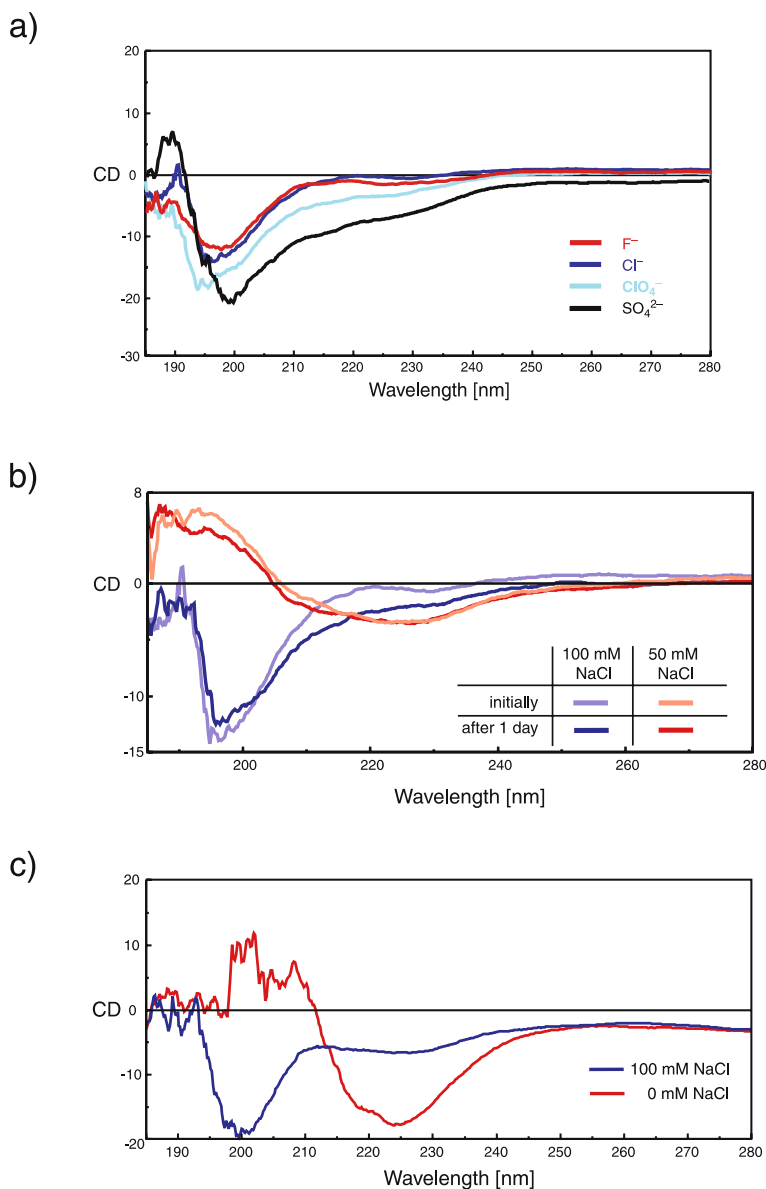 a)
20
10
CD 0
-10
-20
-30
F–
Cl–
ClO4–
SO42–
190 200 210 220 230 240 250 260 270 280
Wavelength [nm]
b)
8
CD 0
-10
-15
100 mM NaCl
50 mM NaCl
initially
after 1 day
200 220 240 260 280
Wavelength [nm]
c)
20
10
CD 0
-10
-20
100 mM NaCl
0 mM NaCl
190 200 210 220 230 240 250 260 270 280
Wavelength [nm]